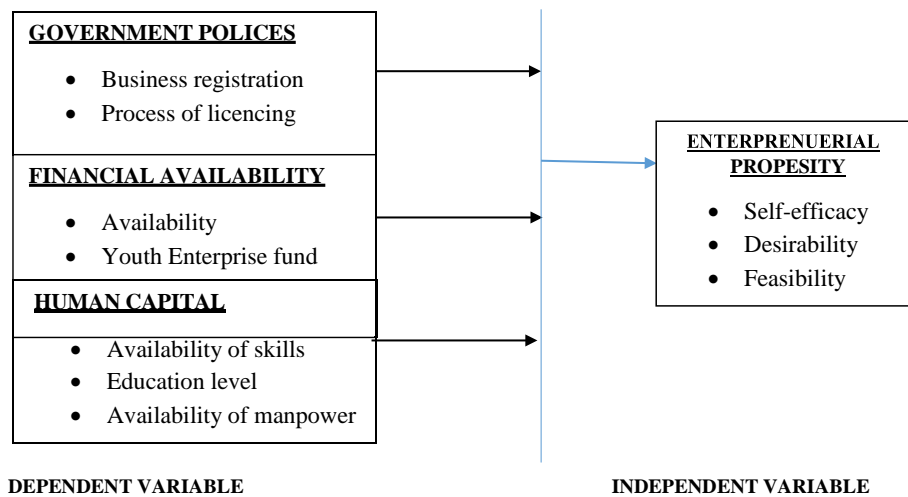 GOVERNMENT POLICES
• Business registration
• Process of licencing
FINANCIAL AVAILABILITY
• Availability
• Youth Enterprise fund
HUMAN CAPITAL
• Availability of skills
• Education level
• Availability of manpower
ENTERPRENUERIAL
PROPESITY
• Self-efficacy
• Desirability
• Feasibility
DEPENDENT VARIABLE
INDEPENDENT VARIABLE